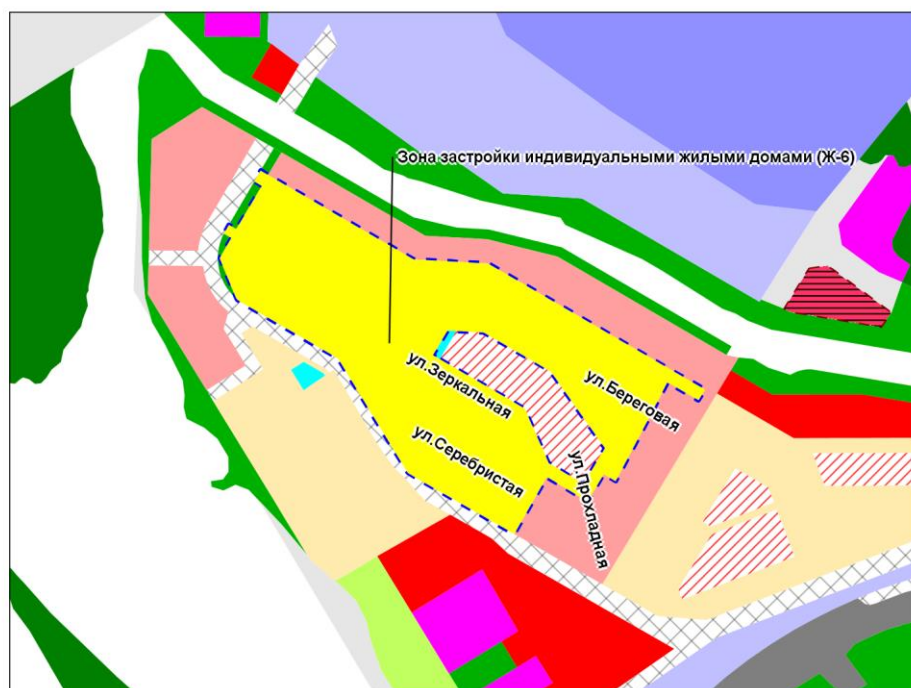 Зона застройки индивидуальными жилыми домами (Ж-6)
ул.Зеркальная
ул.Береговая
ул.Серебристая
ул.Прохладная